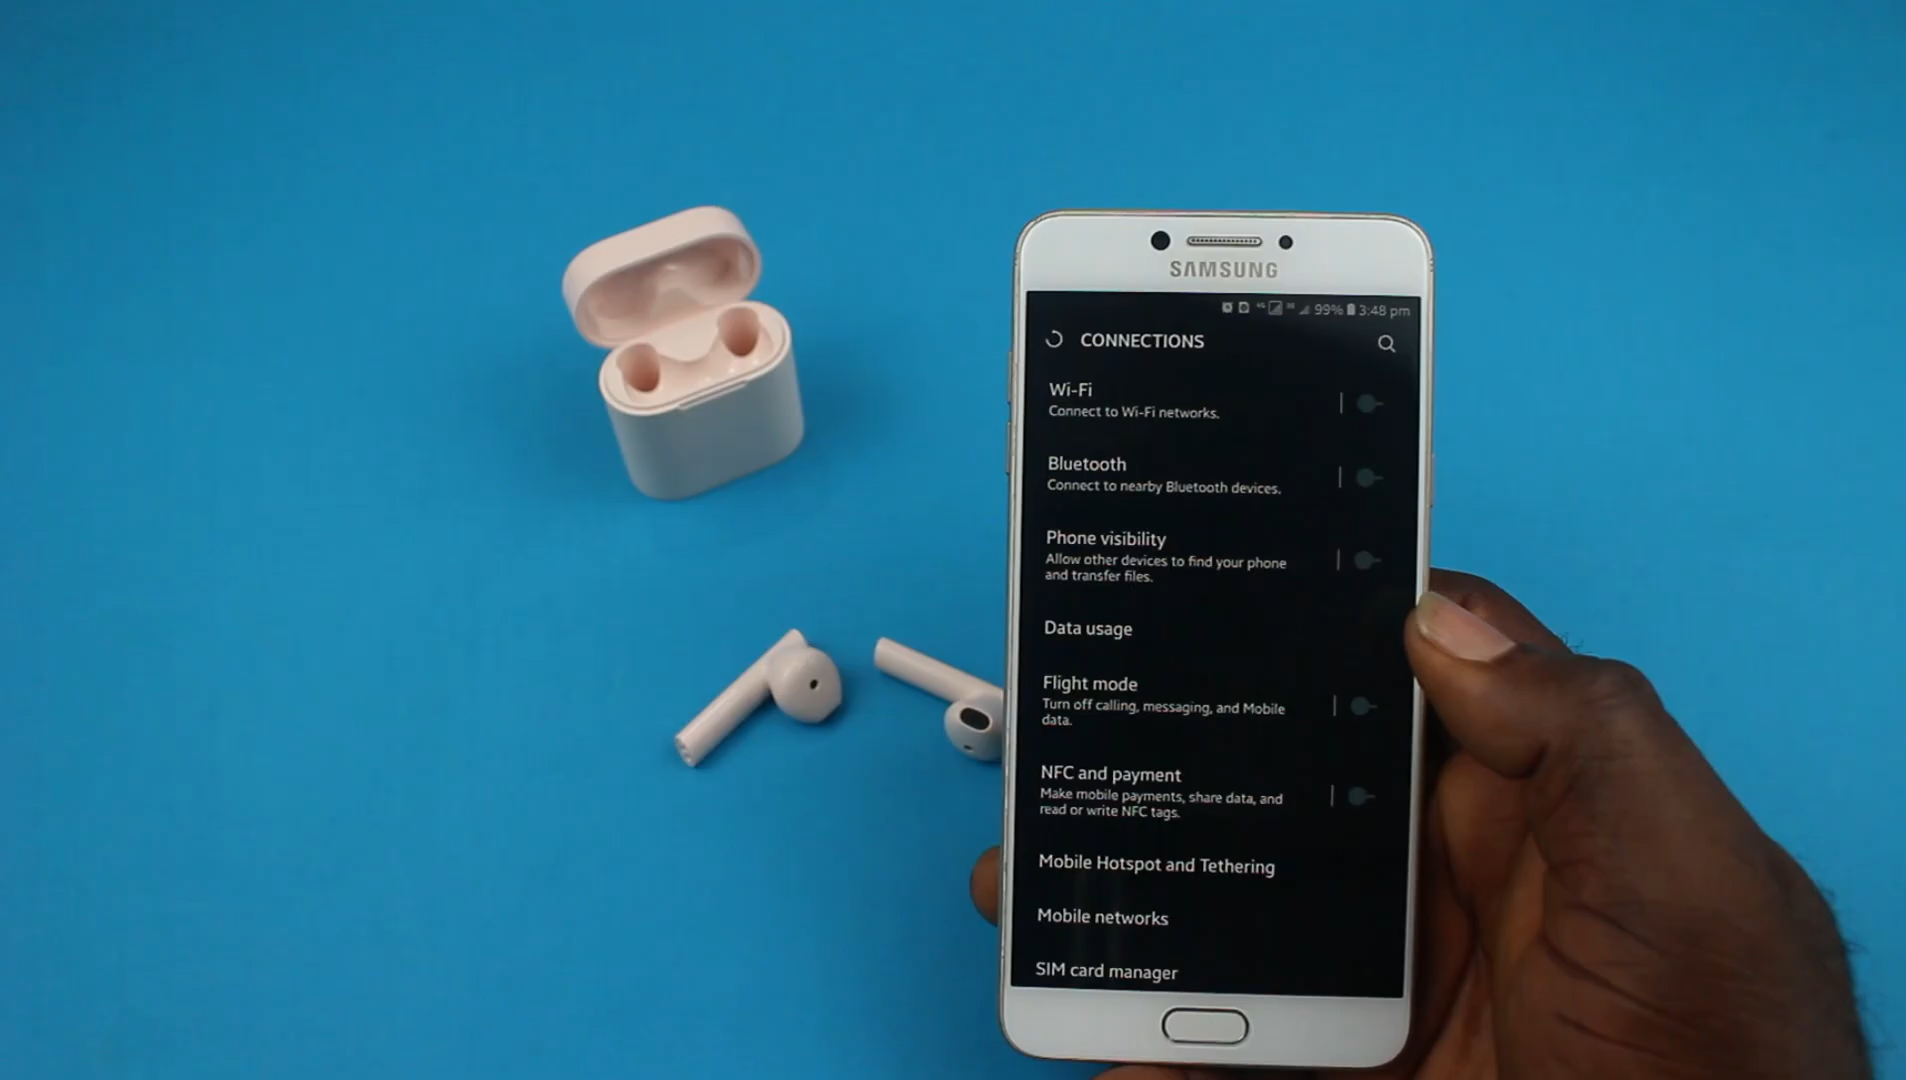 SAMSUNG
4G 3G 99% 3:48 pm
CONNECTIONS
Wi-Fi
Connect to Wi-Fi networks.
Bluetooth
Connect to nearby Bluetooth devices.
Phone visibility
Allow other devices to find your phone
and transfer files.
Data usage
Flight mode
Turn off calling, messaging, and Mobile
data.
NFC and payment
Make mobile payments, share data, and
read or write NFC tags.
Mobile Hotspot and Tethering
Mobile networks
SIM card manager